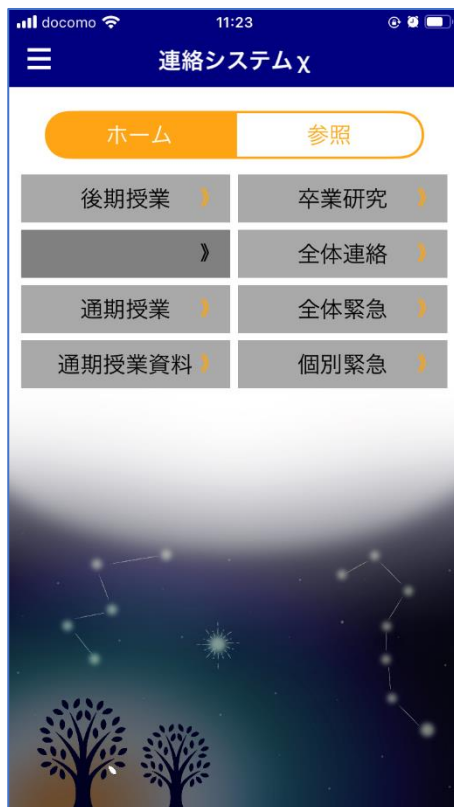 docomo 11:23
連絡システムχ
ホーム 参照
後期授業 》 卒業研究 》
》 全体連絡 》
通期授業 》 全体緊急 》
通期授業資料 》 個別緊急 》